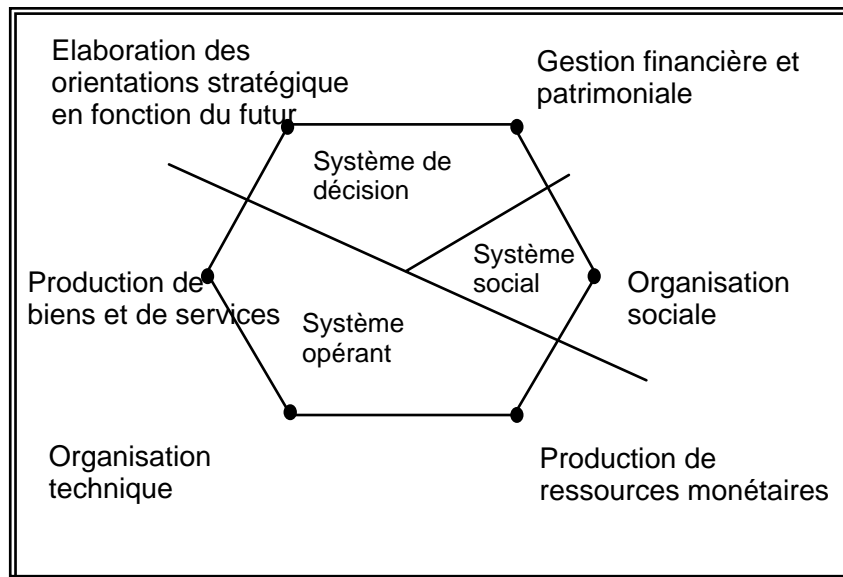 Elaboration des
orientations stratégique
en fonction du futur
Gestion financière et
patrimoniale
Système de
décision
Système
social
Production de
biens et de services
Organisation
sociale
Système
opérant
Organisation
technique
Production de
ressources monétaires